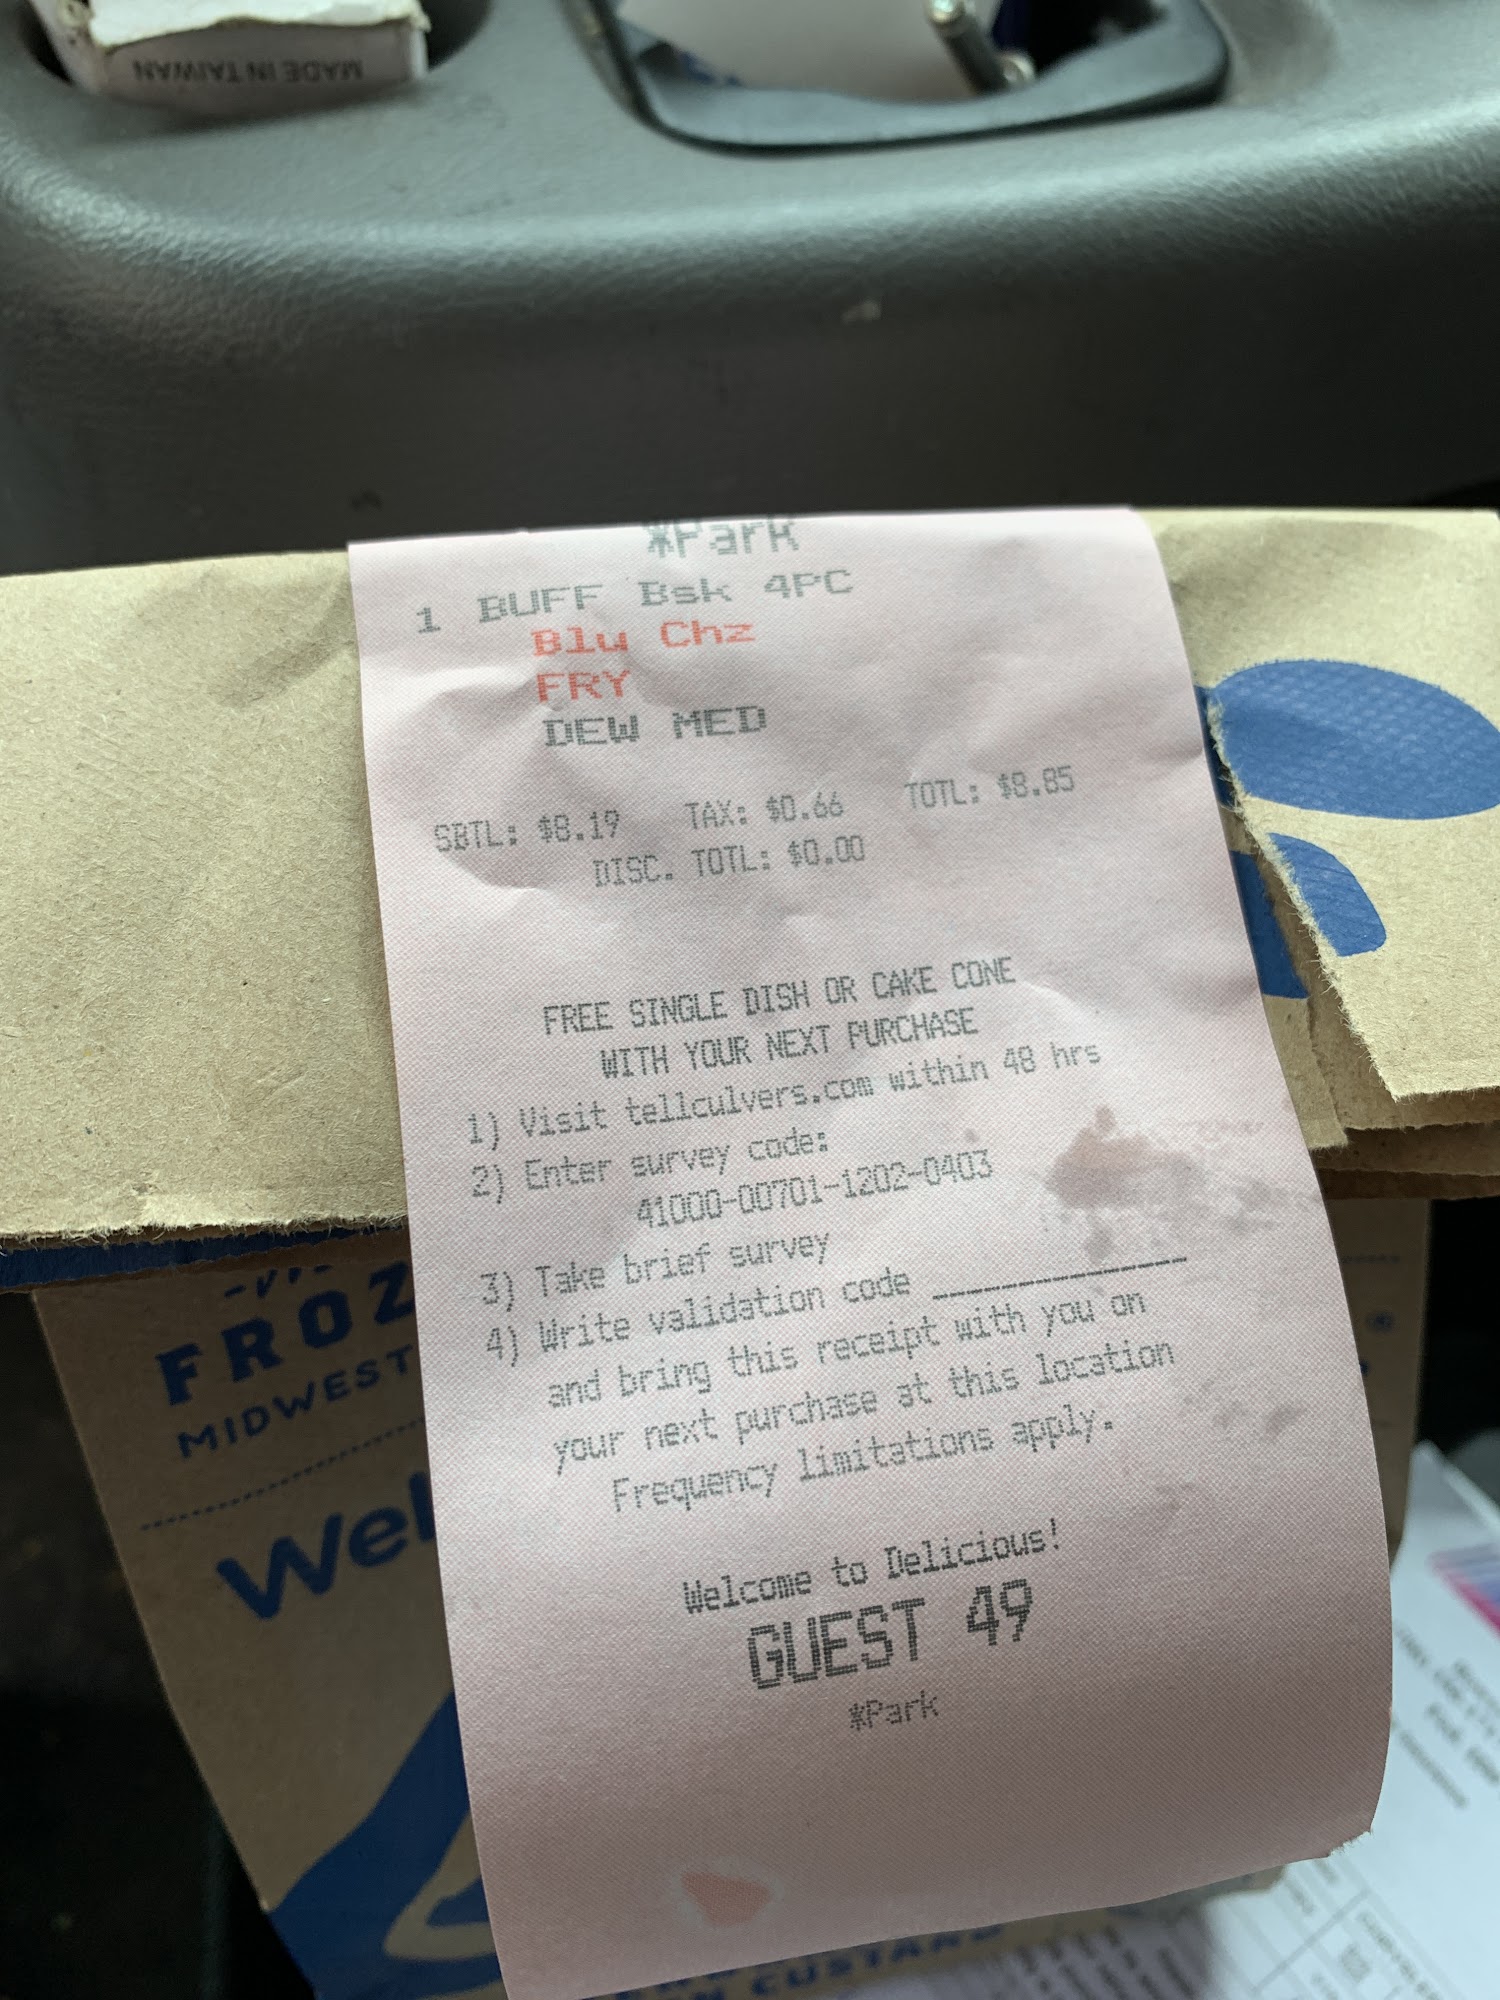 MADE IN TAIWAN
*Park
1 BUFF Bsk 4PC
Blu Chz
FRY
DEW MED
SBTL: $8.19 TAX: $0.66 TOTL: $8.85
DISC. TOTL: $0.00
FREE SINGLE DISH OR CAKE CONE
WITH YOUR NEXT PURCHASE
1) Visit tellculvers.com within 48 hrs
2) Enter survey code:
41000-00701-1202-0403
3) Take brief survey
4) Write validation code ____________
and bring this receipt with you on
your next purchase at this location
Frequency limitations apply.
Welcome to Delicious!
GUEST 49
*Park
FROZ
MIDWEST
Wel
CUSTARD